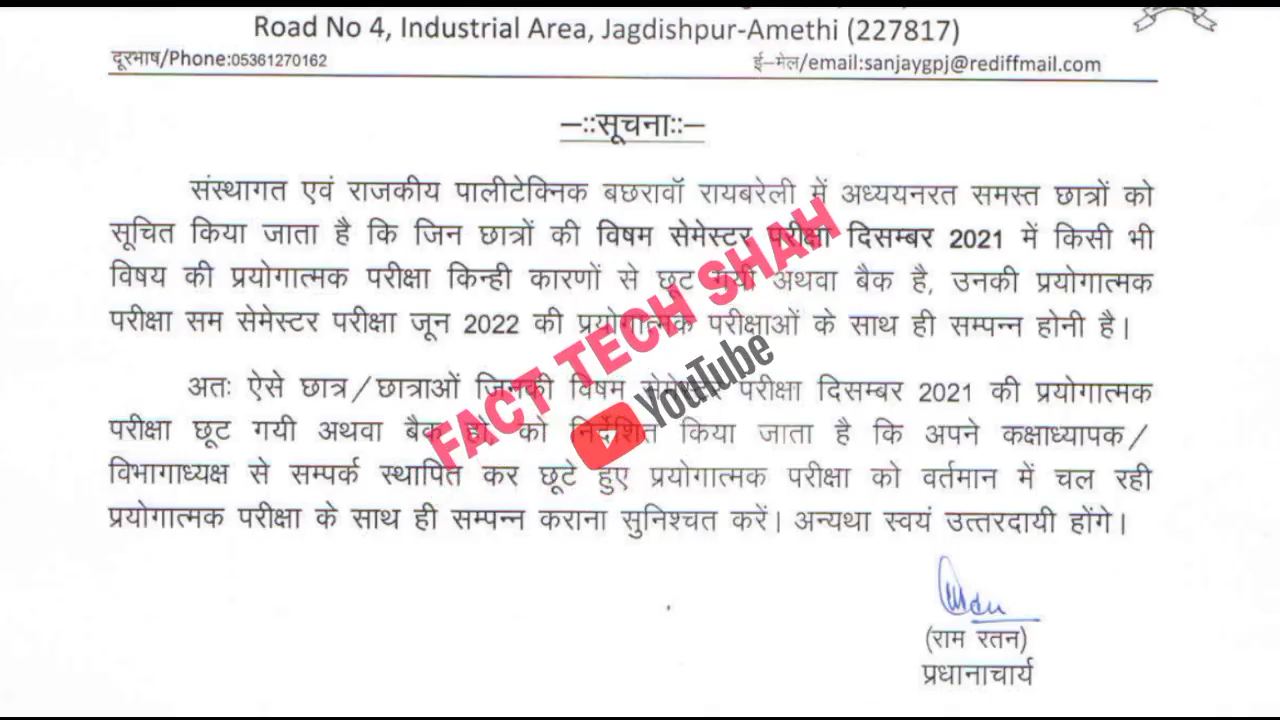 Road No 4, Industrial Area, Jagdishpur-Amethi (227817)
दूरभाष/Phone:05361270162 ई–मेल/email:sanjaygpj@rediffmail.com
–::सूचना::–
संस्थागत एवं राजकीय पालीटेक्निक बछरावॉ रायबरेली में अध्ययनरत समस्त छात्रों को
सूचित किया जाता है कि जिन छात्रों की विषम सेमेस्टर परीक्षा दिसम्बर 2021 में किसी भी
विषय की प्रयोगात्मक परीक्षा किन्ही कारणों से छूट गयी अथवा बैक है, उनकी प्रयोगात्मक
परीक्षा सम सेमेस्टर परीक्षा जून 2022 की प्रयोगात्मक परीक्षाओं के साथ ही सम्पन्न होनी है।
अतः ऐसे छात्र/छात्राओं जिनकी विषम सेमेस्टर परीक्षा दिसम्बर 2021 की प्रयोगात्मक
परीक्षा छूट गयी अथवा बैक हो, को निर्देशित किया जाता है कि अपने कक्षाध्यापक/
विभागाध्यक्ष से सम्पर्क स्थापित कर छूटे हुए प्रयोगात्मक परीक्षा को वर्तमान में चल रही
प्रयोगात्मक परीक्षा के साथ ही सम्पन्न कराना सुनिश्चत करें। अन्यथा स्वयं उत्तरदायी होंगे।
FACT TECH SHAH
YouTube
(राम रतन)
प्रधानाचार्य